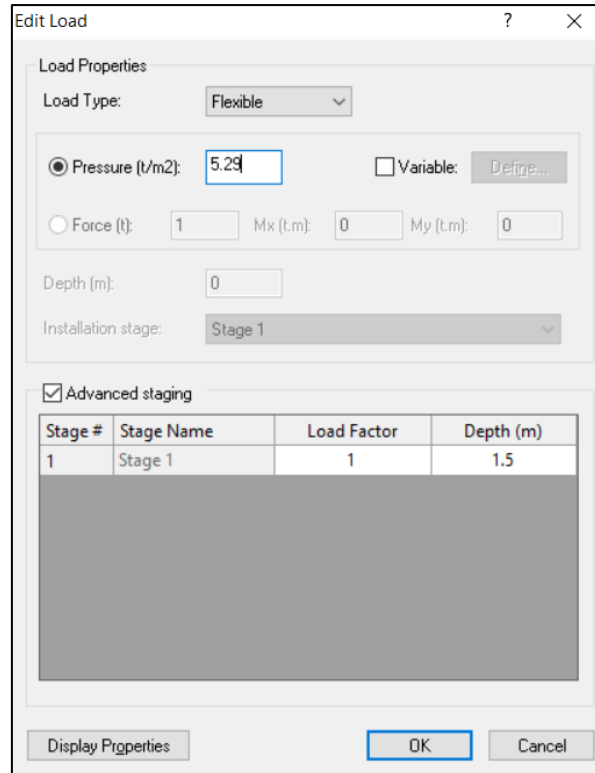 Edit Load ?
Load Properties
Load Type: Flexible
Pressure (t/m2): 5.29 Variable: Define...
Force (t): 1 Mx (t.m): 0 My (t.m): 0
Depth (m): 0
Installation stage: Stage 1
Advanced staging
Stage # Stage Name Load Factor Depth (m)
1 Stage 1 1 1.5
Display Properties OK Cancel